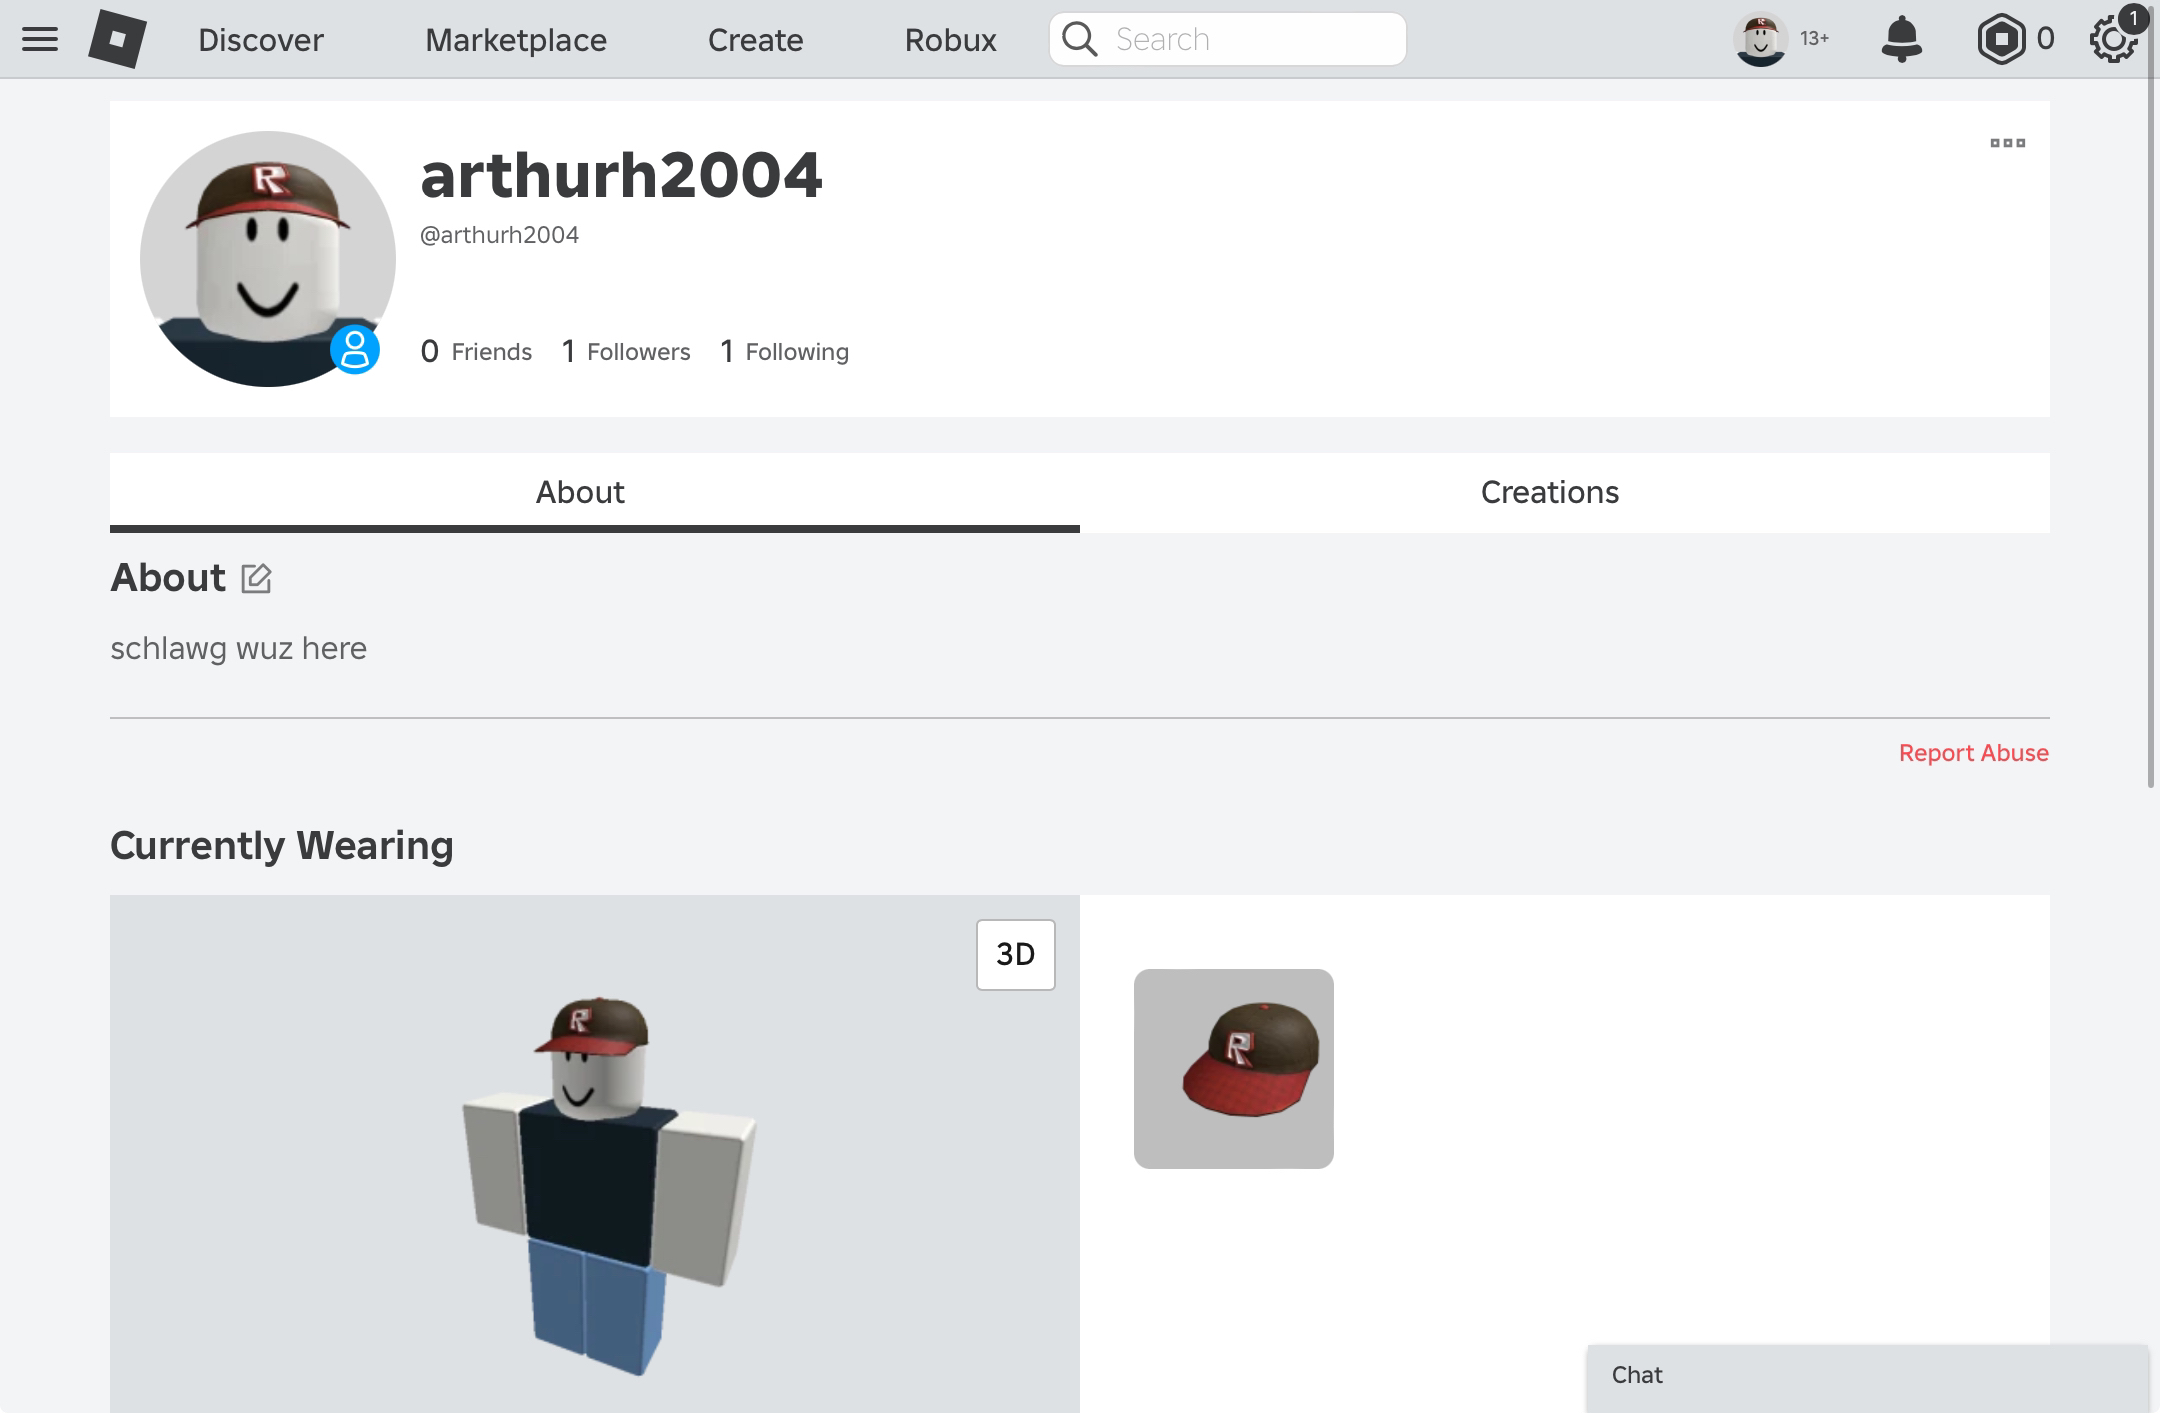 Discover Marketplace Create Robux Search 13+ 0 1
arthurh2004
@arthurh2004
0 Friends 1 Followers 1 Following
About Creations
About
schlawg wuz here
Report Abuse
Currently Wearing
3D
R
R
R
Chat